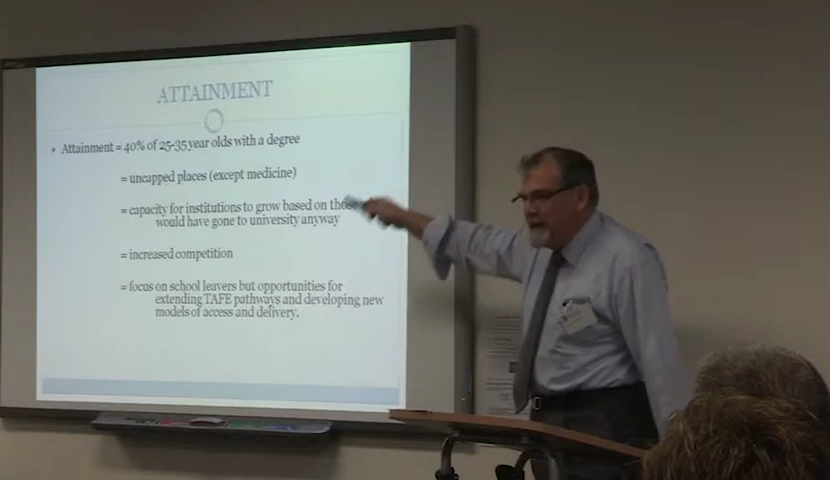 ATTAINMENT
Attainment = 40% of 25-35 year olds with a degree
= uncapped places (except medicine)
= capacity for institutions to grow based on those
would have gone to university anyway
= increased competition
= focus on school leavers but opportunities for
extending TAFE pathways and developing new
models of access and delivery.